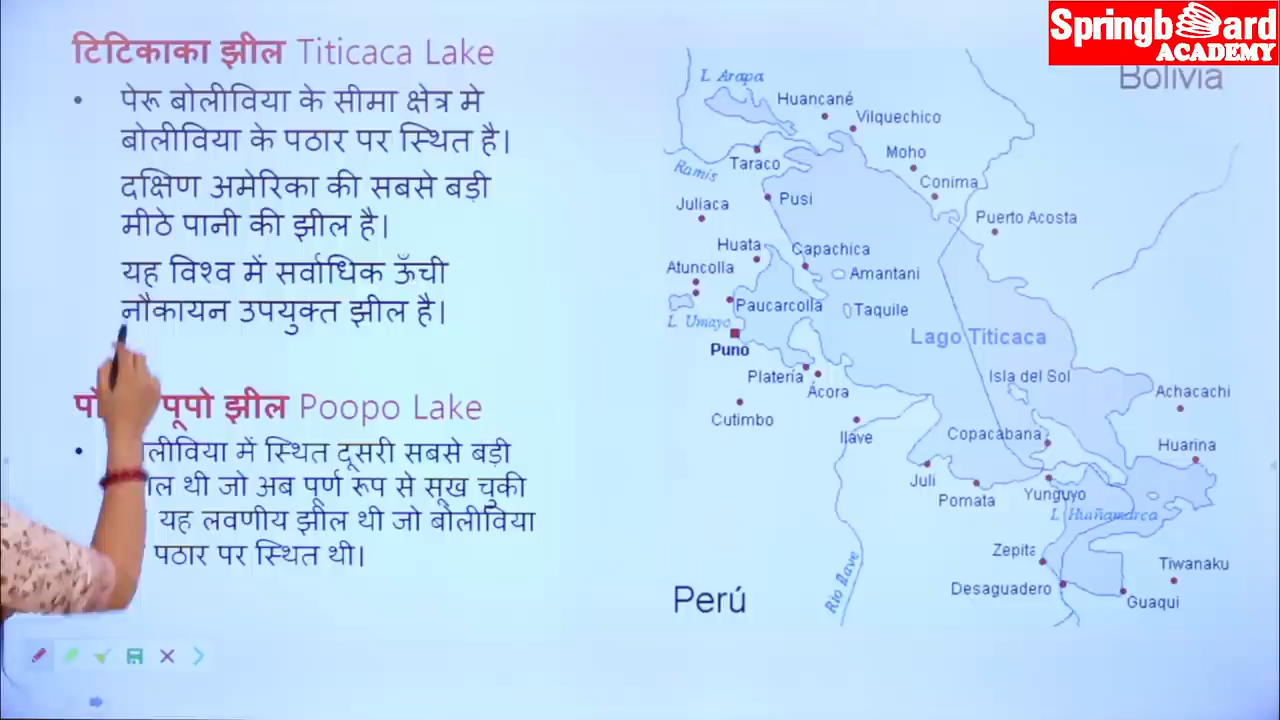 टिटिकाका झील Titicaca Lake
• पेरू बोलीविया के सीमा क्षेत्र मे
बोलीविया के पठार पर स्थित है।
दक्षिण अमेरिका की सबसे बड़ी
मीठे पानी की झील है।
यह विश्व में सर्वाधिक ऊँची
नौकायन उपयुक्त झील है।
पूपो झील Poopo Lake
• में स्थित दूसरी सबसे बड़ी
थी जो अब पूर्ण रूप से सूख चुकी
यह लवणीय झील थी जो बोलीविया
पठार पर स्थित थी।
Springboard
ACADEMY
Bolivia
L. Arapa
Huancané
Vilquechico
Moho
Taraco
Ramis
Conima
Pusi
Juliaca
Puerto Acosta
Huata
Capachica
Atuncolla
Amantani
Paucarcolla
Taquile
L. Umayo
Lago Titicaca
Puno
Platería
Isla del Sol
Ácora
Achacachi
Cutimbo
Ilave
Copacabana
Huarina
Juli
Pomata
Yunguyo
L. Huiñamarca
Zepita
Tiwanaku
Desaguadero
Guaqui
Río Ilave
Perú